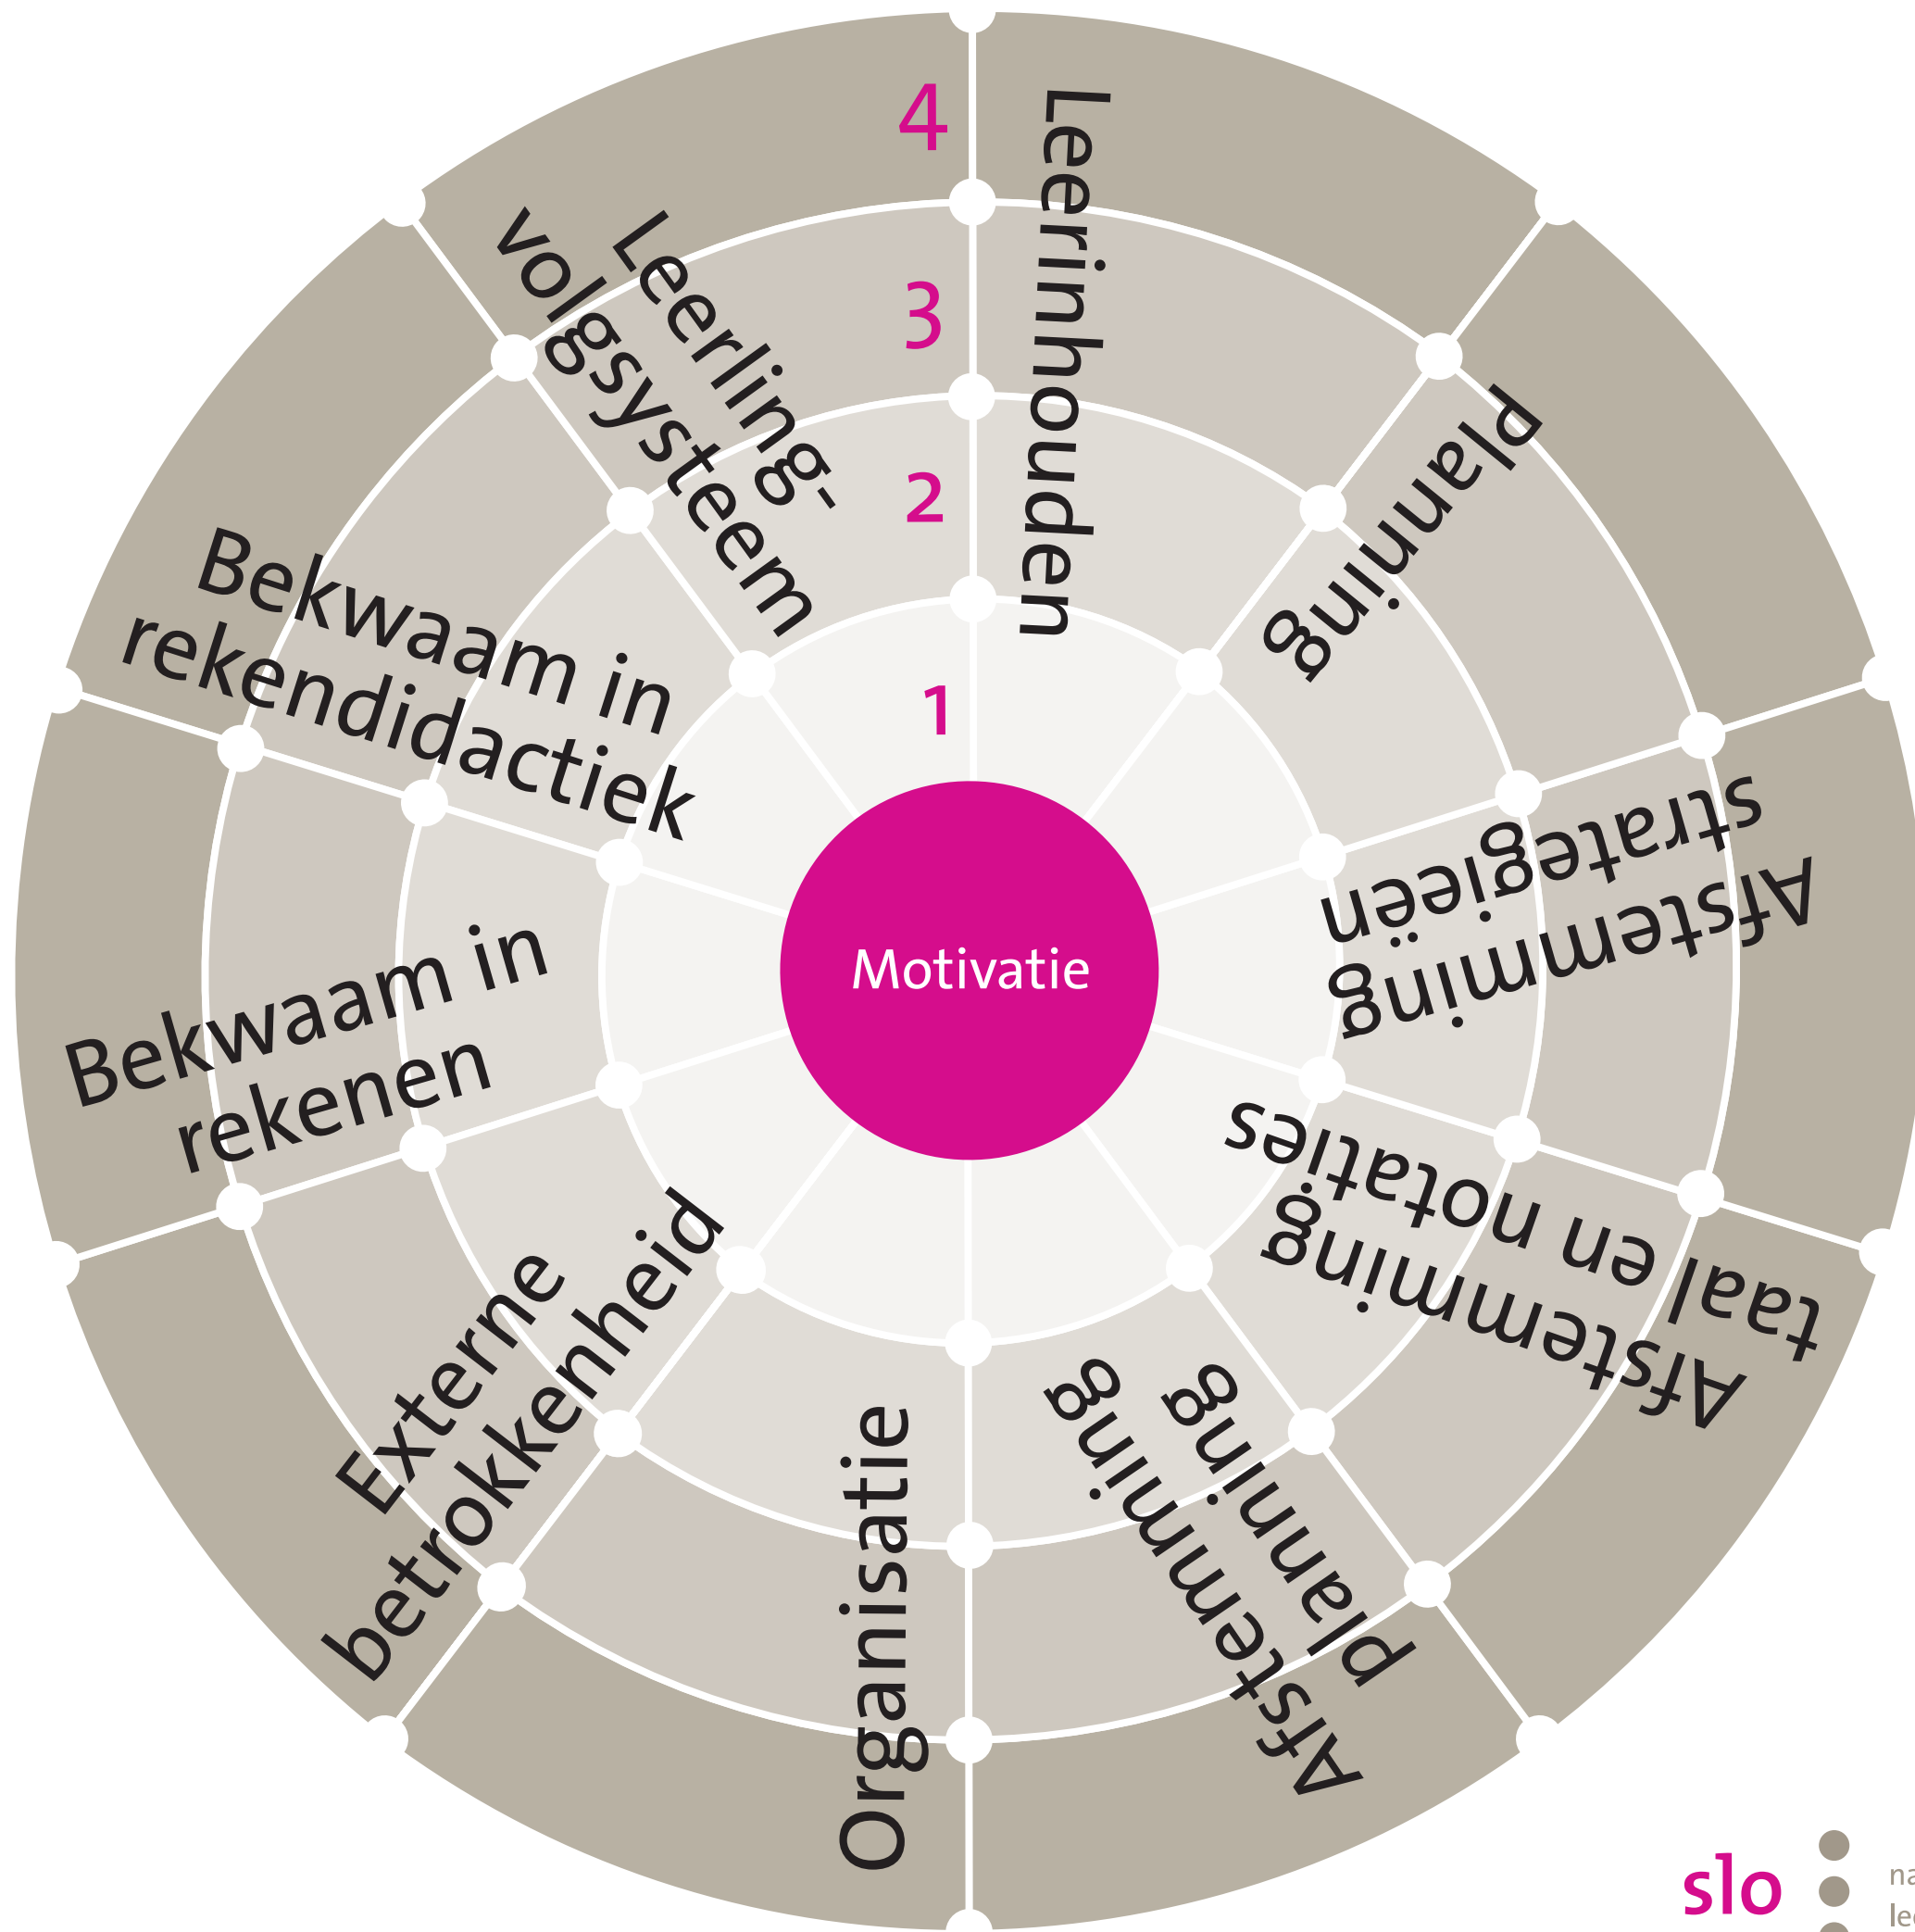 4
3
2
1
Leerinhouden
planning
Afstemming
strategieën
Afstemming
taal en notaties
Afstemming
planning
Organisatie
Externe
betrokkenheid
Bekwaam in
rekenen
Bekwaam in
rekendidactiek
Leerling-
volgsysteem
Motivatie
slo